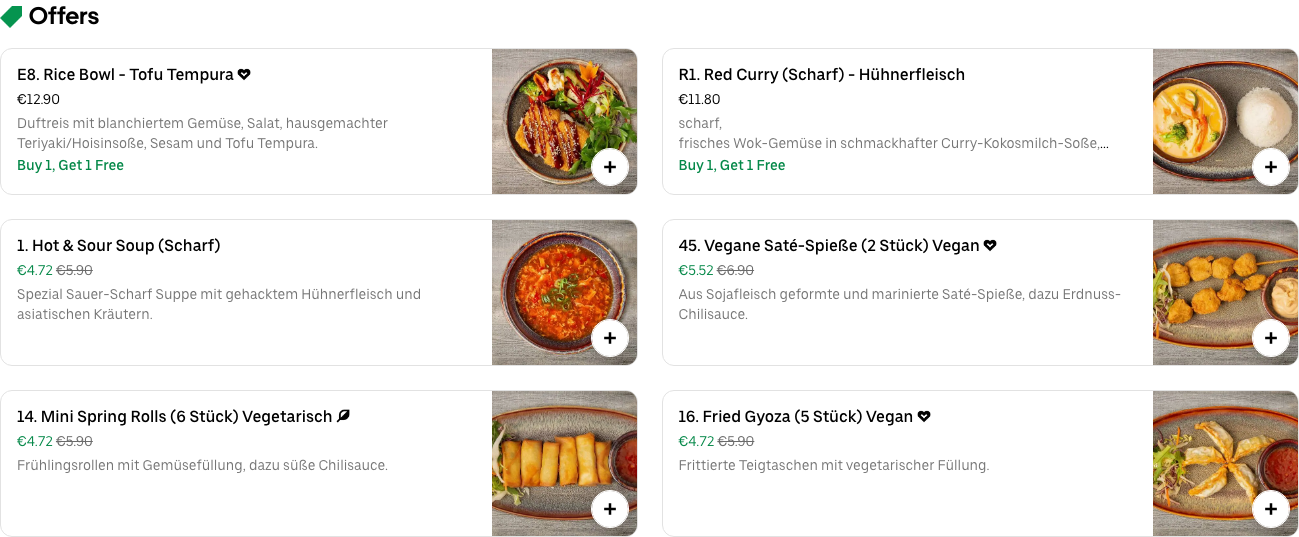 Offers
E8. Rice Bowl - Tofu Tempura
€12.90
Duftreis mit blanchiertem Gemüse, Salat, hausgemachter
Teriyaki/Hoisinsoße, Sesam und Tofu Tempura.
Buy 1, Get 1 Free
R1. Red Curry (Scharf) - Hühnerfleisch
€11.80
scharf,
frisches Wok-Gemüse in schmackhafter Curry-Kokosmilch-Soße,...
Buy 1, Get 1 Free
1. Hot & Sour Soup (Scharf)
€4.72 €5.90
Spezial Sauer-Scharf Suppe mit gehacktem Hühnerfleisch und
asiatischen Kräutern.
45. Vegane Saté-Spieße (2 Stück) Vegan
€5.52 €6.90
Aus Sojafleisch geformte und marinierte Saté-Spieße, dazu Erdnuss-
Chilisauce.
14. Mini Spring Rolls (6 Stück) Vegetarisch
€4.72 €5.90
Frühlingsrollen mit Gemüsefüllung, dazu süße Chilisauce.
16. Fried Gyoza (5 Stück) Vegan
€4.72 €5.90
Frittierte Teigtaschen mit vegetarischer Füllung.